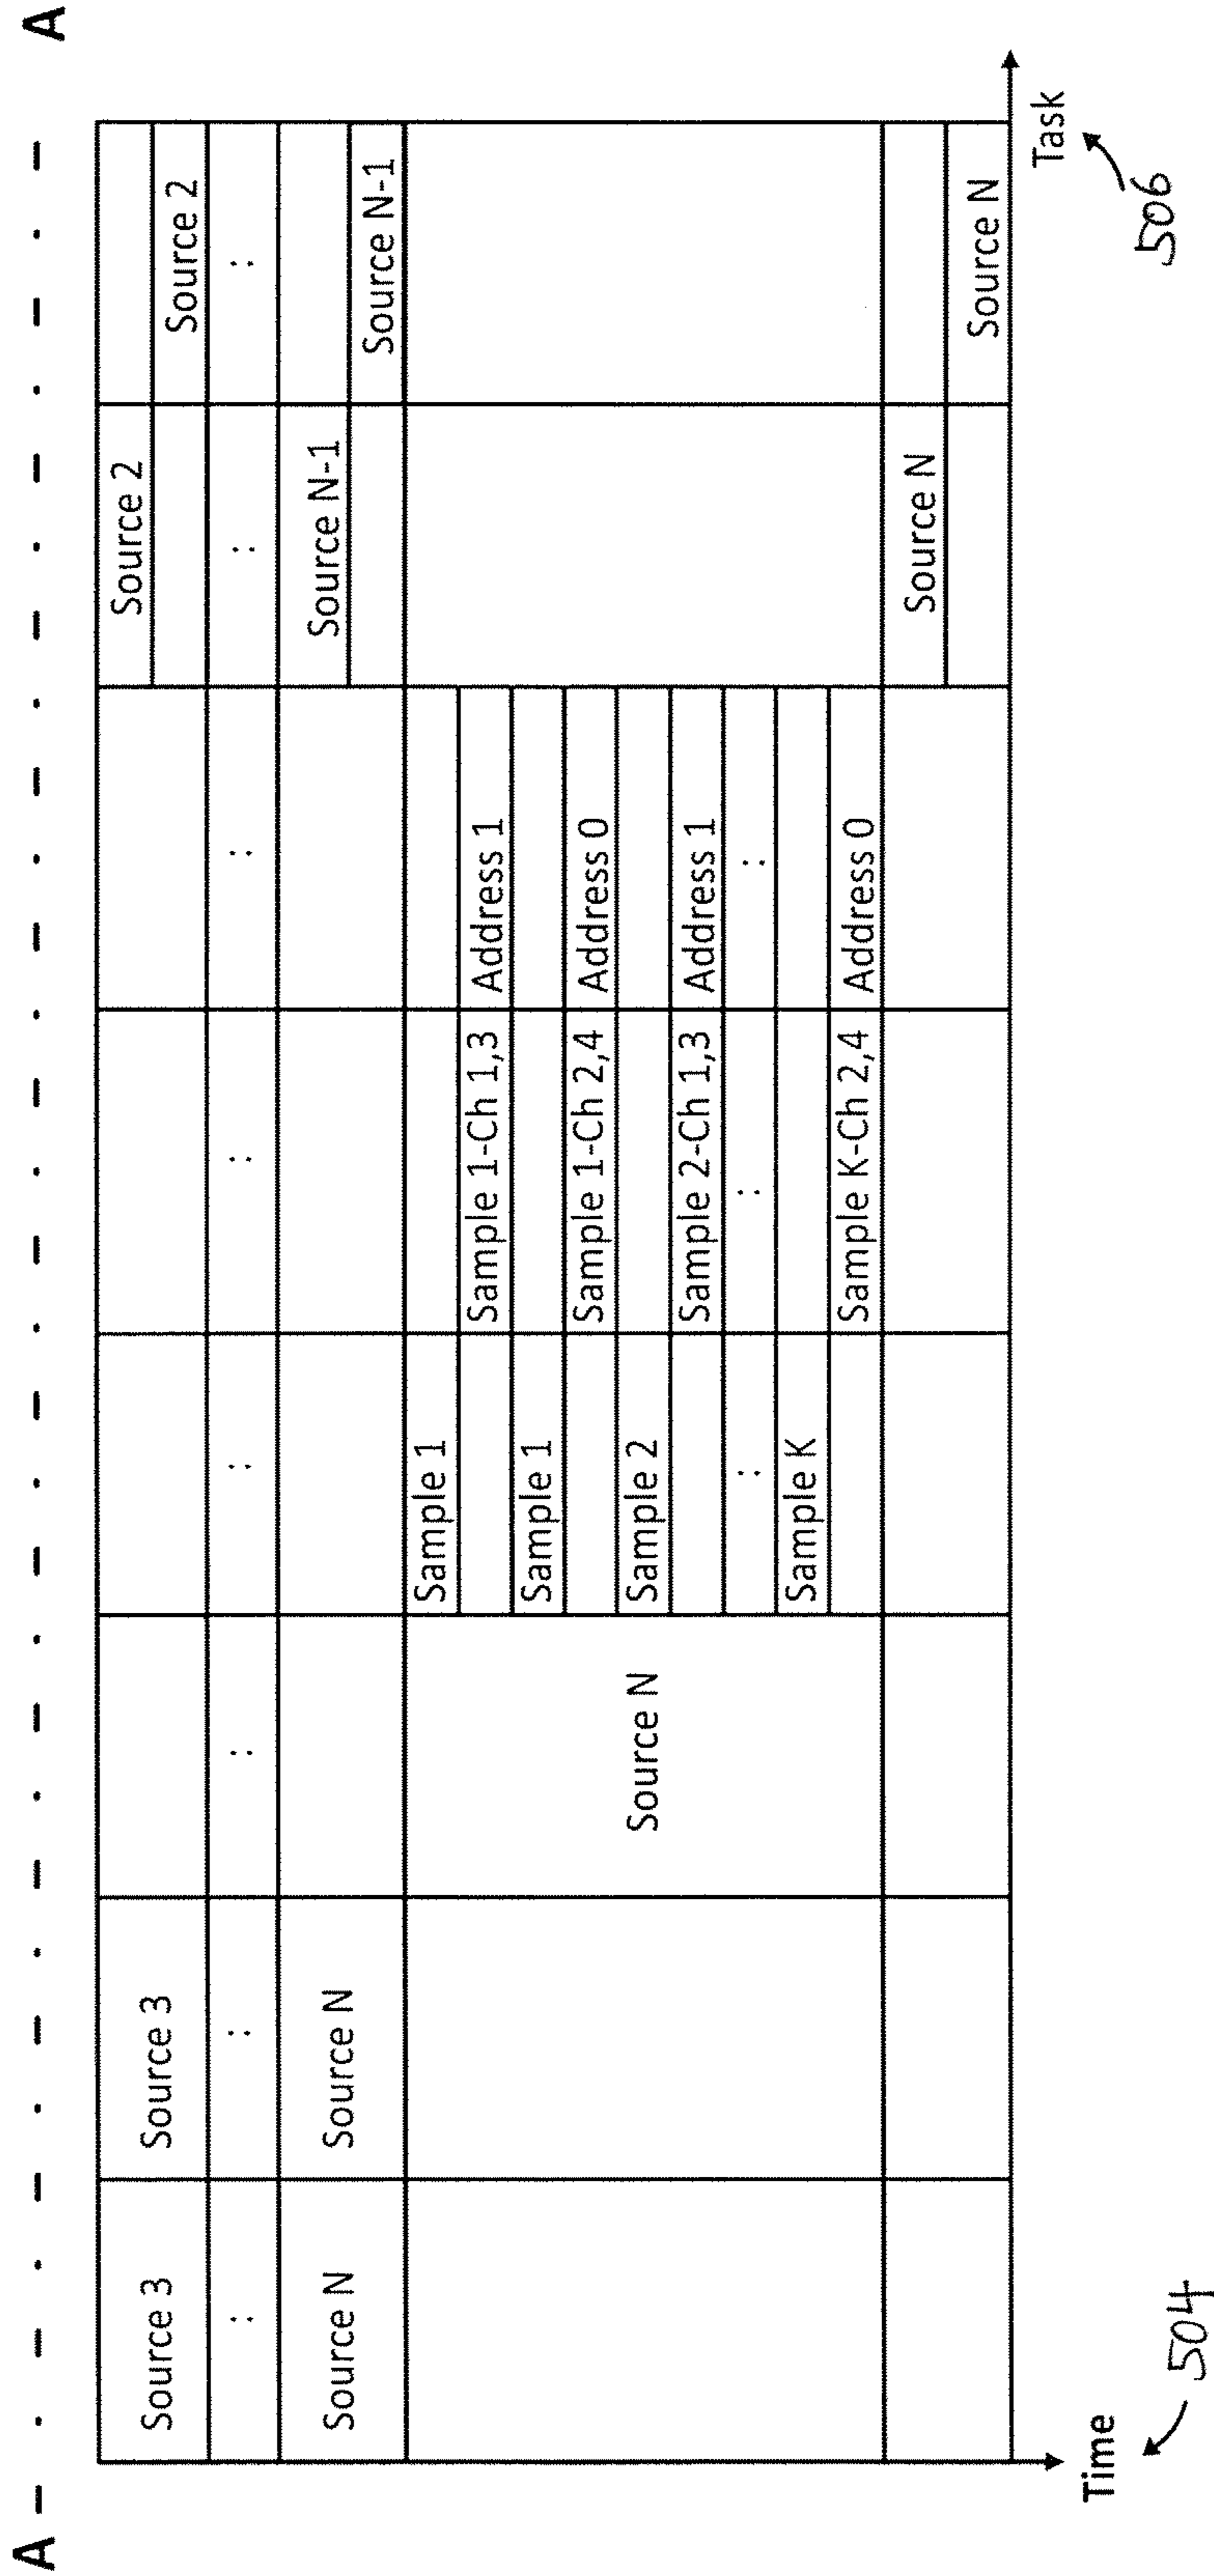 A A
Source 2
Source 3 Source 3
Source 2
: : : : : : : :
Source N Source N Source N-1
Source N-1
Sample 1
Sample 1-Ch 1,3 Address 1
Sample 1
Sample 1-Ch 2,4 Address 0
Source N Sample 2
Sample 2-Ch 1,3 Address 1
: : :
Sample K
Sample K-Ch 2,4 Address 0
Source N
Source N
Task
Time
506
504